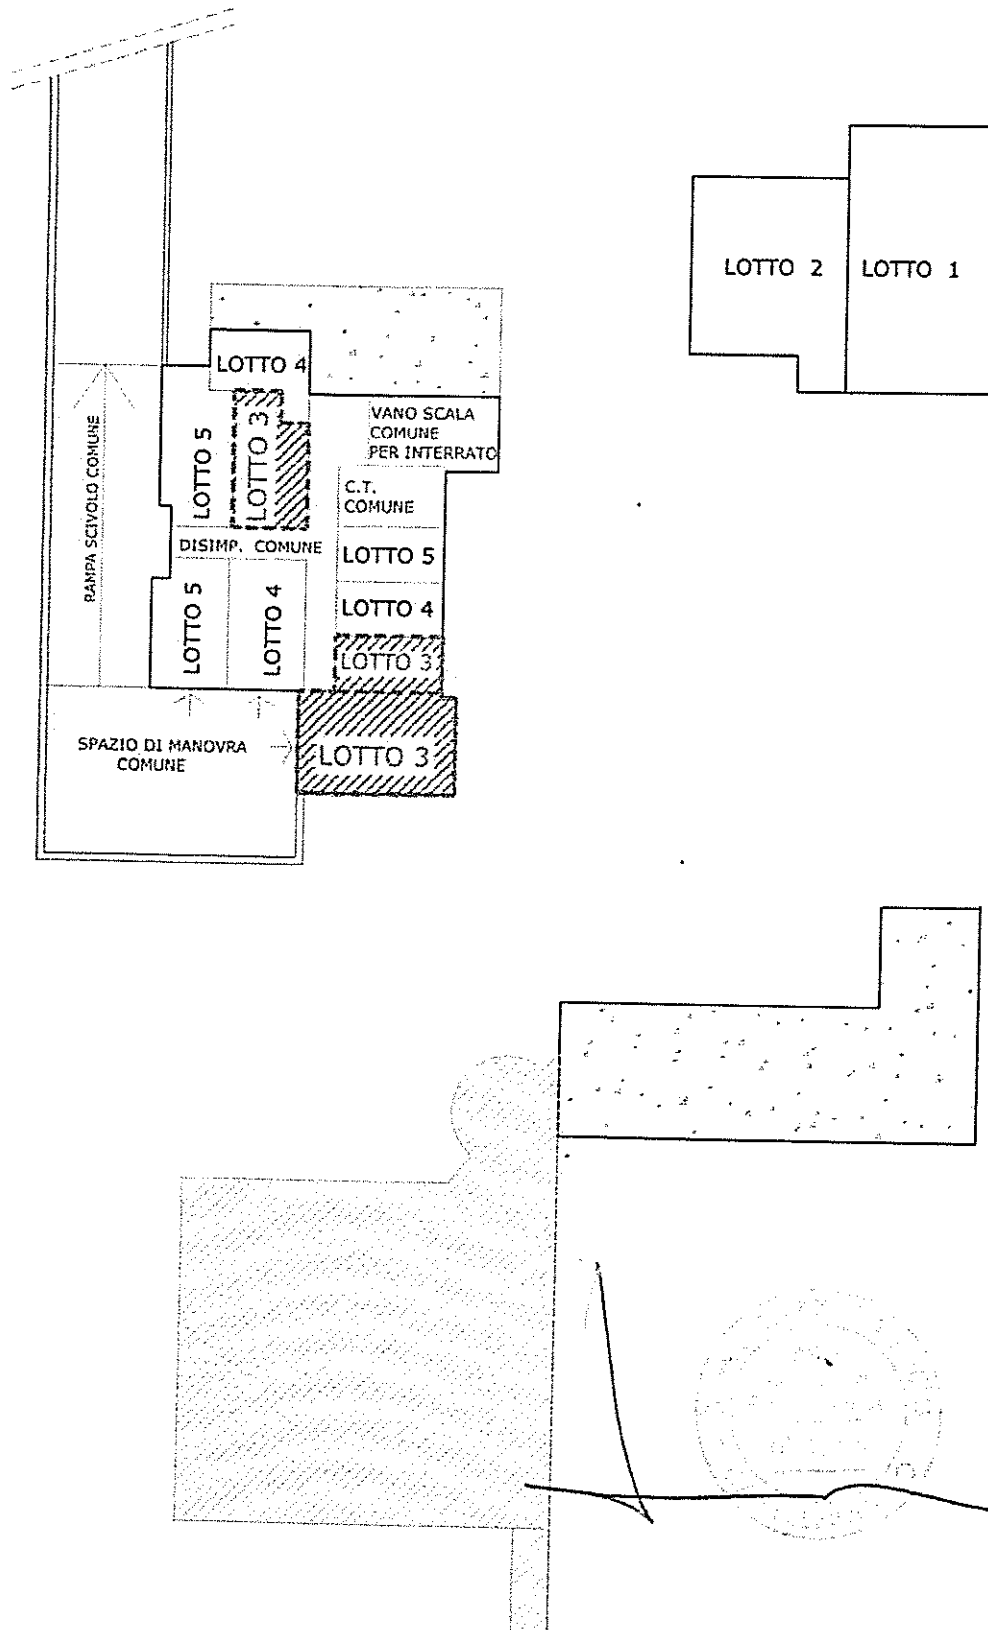 LOTTO 2
LOTTO 1
LOTTO 4
LOTTO 5
LOTTO 3
VANO SCALA
COMUNE
PER INTERRATO
C.T.
COMUNE
RAMPA SCIVOLO COMUNE
DISIMP. COMUNE
LOTTO 5
LOTTO 4
LOTTO 5
LOTTO 4
LOTTO 3
SPAZIO DI MANOVRA
COMUNE
LOTTO 3